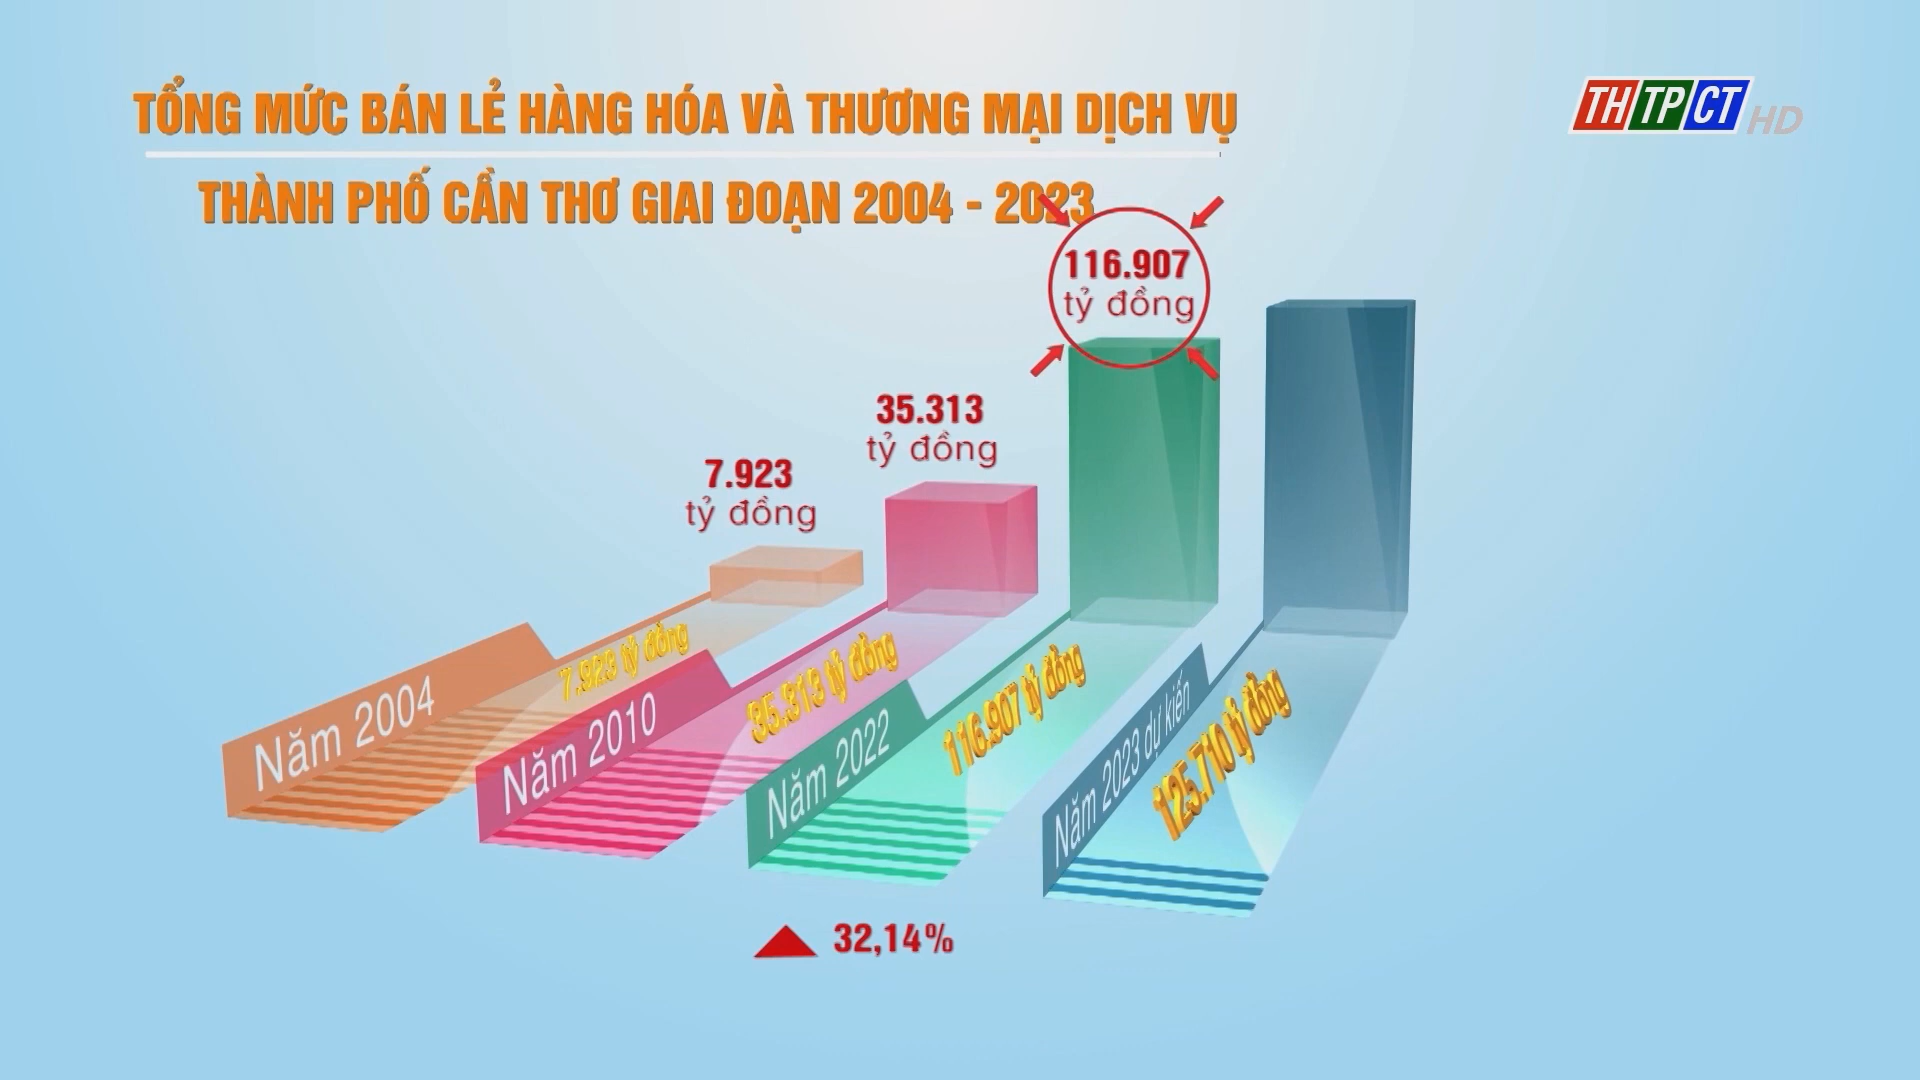 TỔNG MỨC BÁN LẺ HÀNG HÓA VÀ THƯƠNG MẠI DỊCH VỤ
THÀNH PHỐ CẦN THƠ GIAI ĐOẠN 2004 - 2023
THTPCT HD
116.907
tỷ đồng
35.313
tỷ đồng
7.923
tỷ đồng
Năm 2004
7.923 tỷ đồng
Năm 2010
35.313 tỷ đồng
Năm 2022
116.907 tỷ đồng
Năm 2023 dự kiến
125.710 tỷ đồng
32,14%